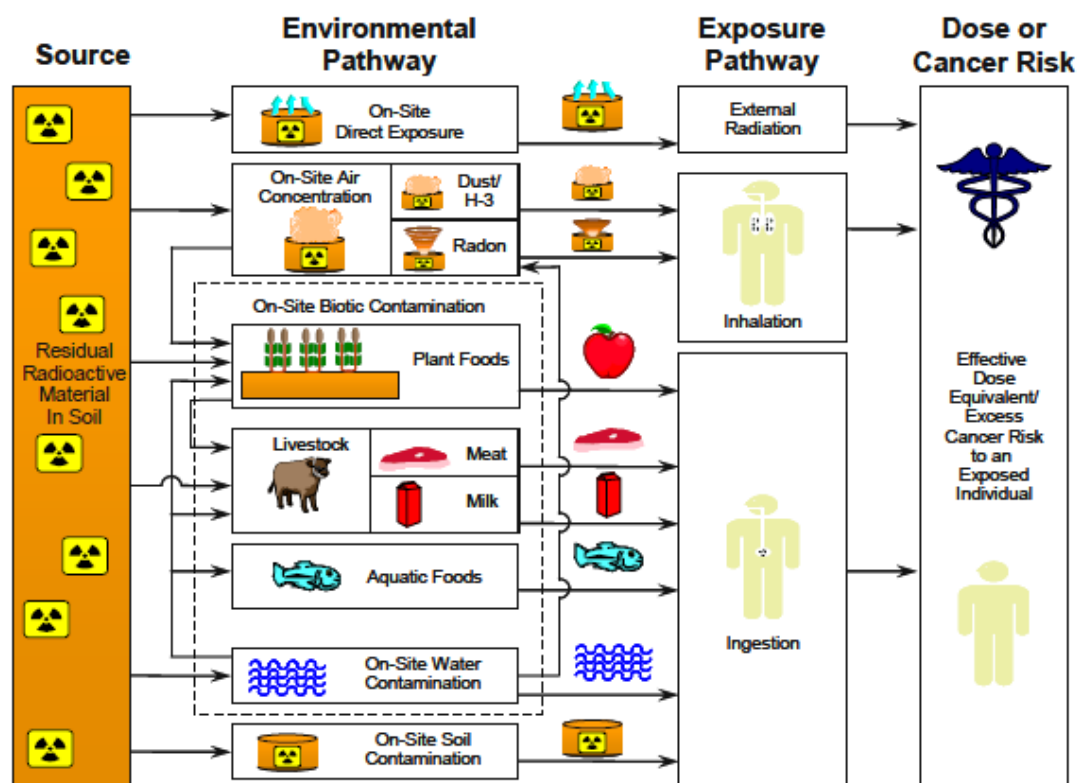 Source
Environmental
Pathway
Exposure
Pathway
Dose or
Cancer Risk
On-Site
Direct Exposure
External
Radiation
On-Site Air
Concentration
Dust/
H-3
Radon
Inhalation
On-Site Biotic Contamination
Plant Foods
Residual
Radioactive
Material
In Soil
Livestock
Meat
Milk
Aquatic Foods
Ingestion
On-Site Water
Contamination
On-Site Soil
Contamination
Effective
Dose
Equivalent/
Excess
Cancer Risk
to an
Exposed
Individual